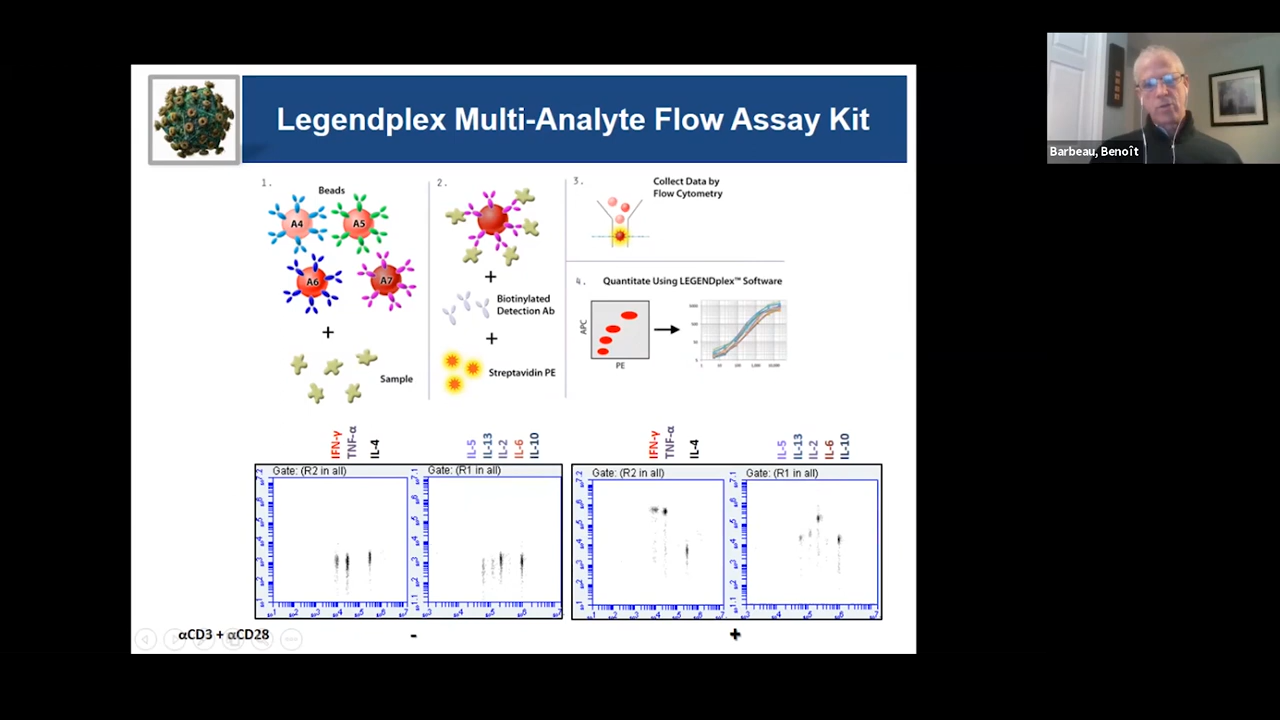 Legendplex Multi-Analyte Flow Assay Kit
Barbeau, Benoît
1.
Beads
A4
A5
A6
A7
+
Sample
2.
+
Biotinylated
Detection Ab
+
Streptavidin PE
3.
Collect Data by
Flow Cytometry
4.
Quantitate Using LEGENDplex™ Software
APC
PE
IFN-γ
TNF-α
IL-4
IL-5
IL-13
IL-2
IL-6
IL-10
IFN-γ
TNF-α
IL-4
IL-5
IL-13
IL-2
IL-6
IL-10
Gate: (R2 in all)
Gate: (R1 in all)
Gate: (R2 in all)
Gate: (R1 in all)
αCD3 + αCD28
-
+